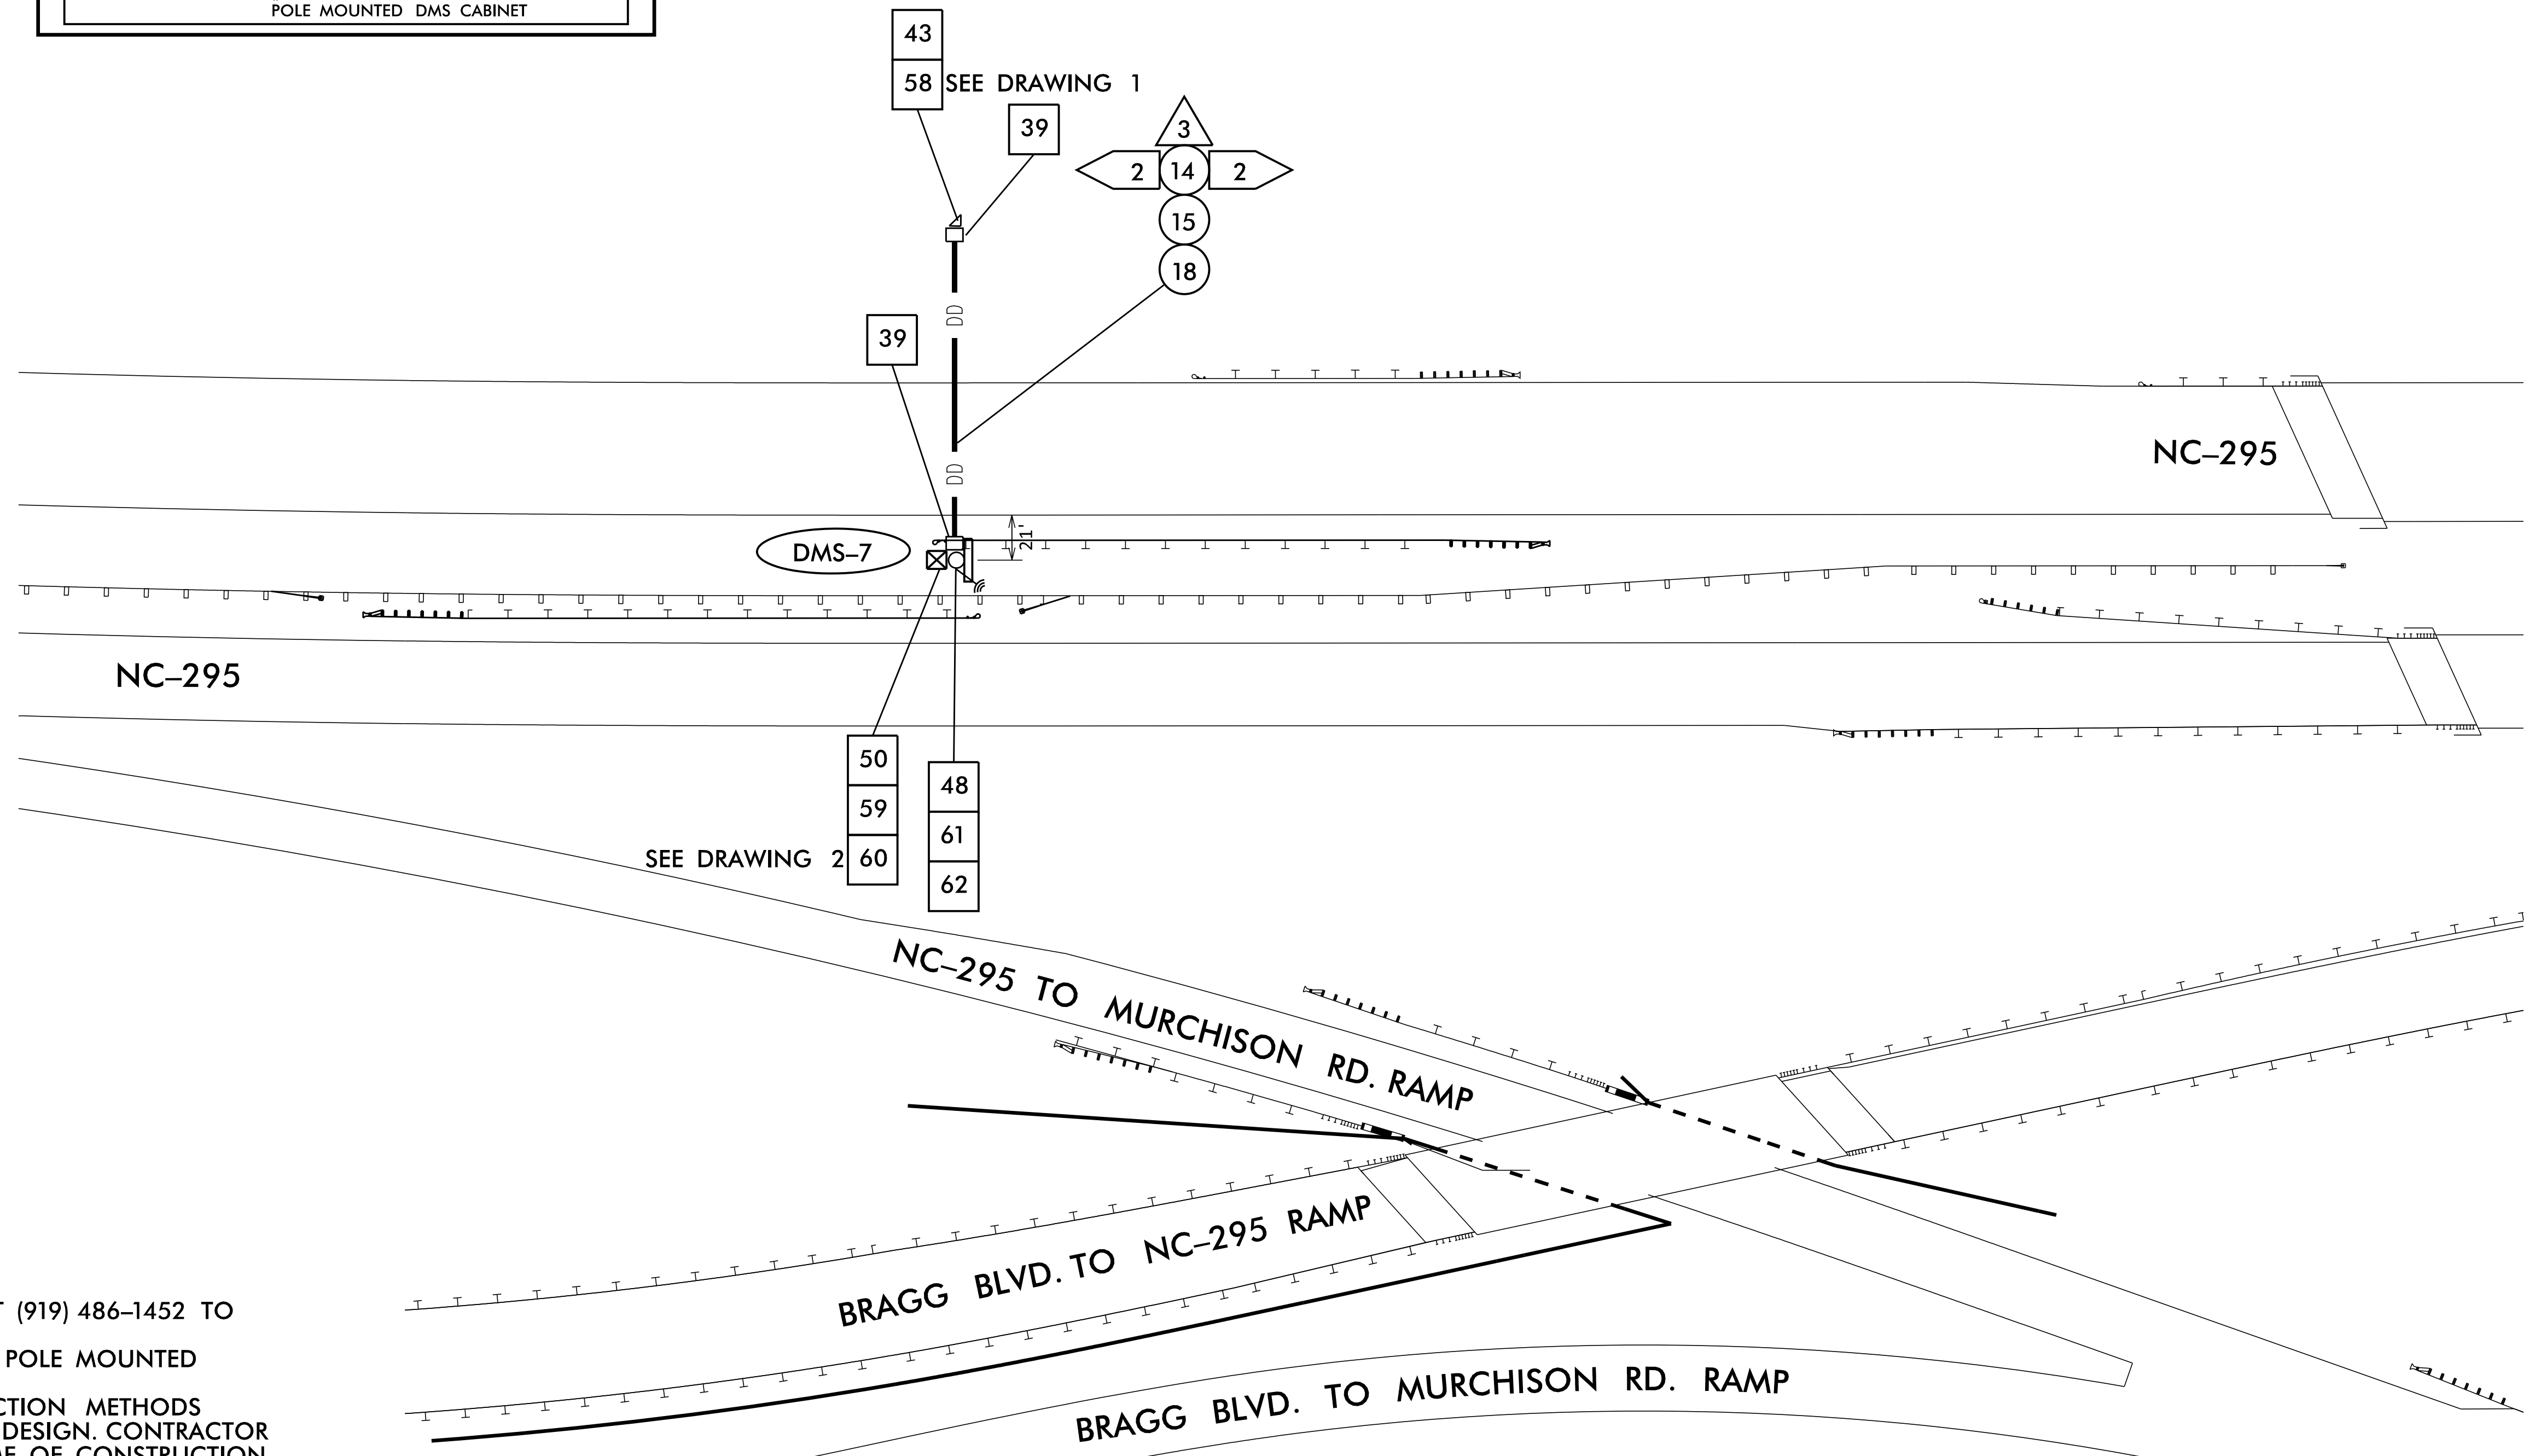 POLE MOUNTED DMS CABINET
43
58 SEE DRAWING 1
39
3
2 14 2
15
18
DD
39
NC–295
DD
21'
DMS–7
NC–295
50
48
59
61
SEE DRAWING 2 60
62
NC–295 TO MURCHISON RD. RAMP
BRAGG BLVD. TO NC–295 RAMP
(919) 486–1452 TO
POLE MOUNTED
CTION METHODS
DESIGN. CONTRACTOR
OF CONSTRUCTION
BRAGG BLVD. TO MURCHISON RD. RAMP